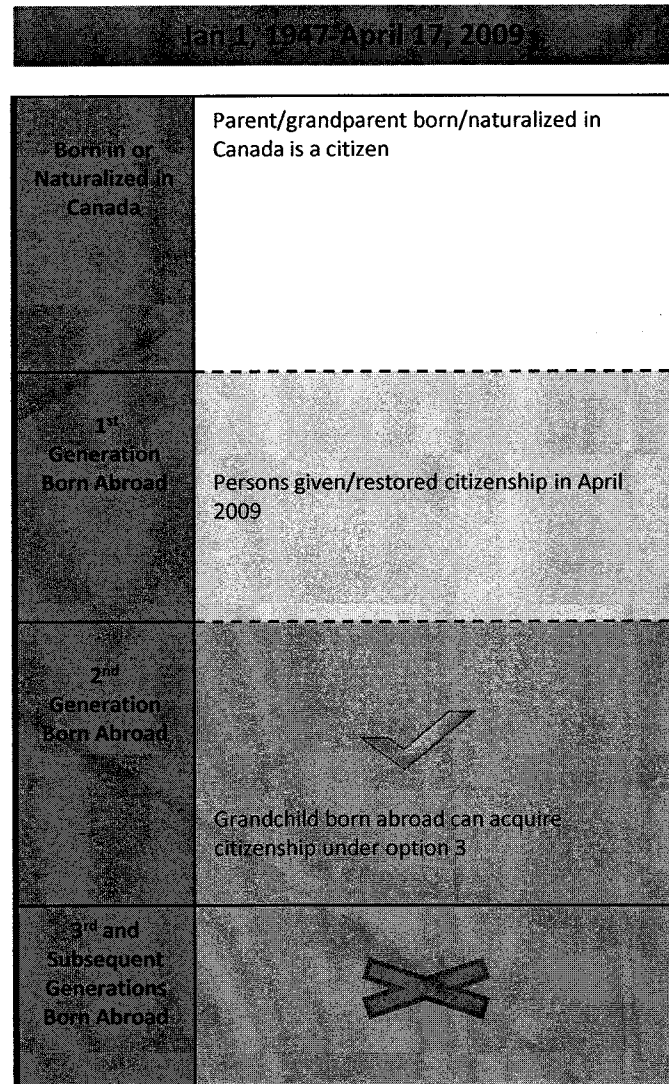 Jan 1, 1947-April 17, 2009
Born in or
Naturalized in
Canada
Parent/grandparent born/naturalized in
Canada is a citizen
1st
Generation
Born Abroad
Persons given/restored citizenship in April
2009
2nd
Generation
Born Abroad
Grandchild born abroad can acquire
citizenship under option 3
3rd and
Subsequent
Generations
Born Abroad